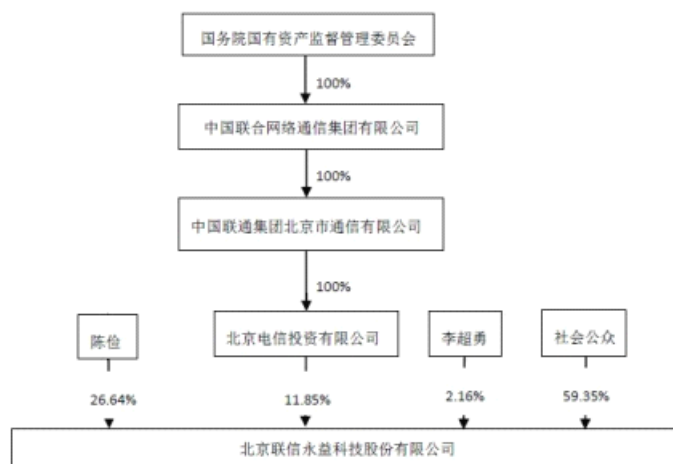 国务院国有资产监督管理委员会
100%
中国联合网络通信集团有限公司
100%
中国联通集团北京市通信有限公司
100%
陈俭
北京电信投资有限公司
李超勇
社会公众
26.64%
11.85%
2.16%
59.35%
北京联信永益科技股份有限公司